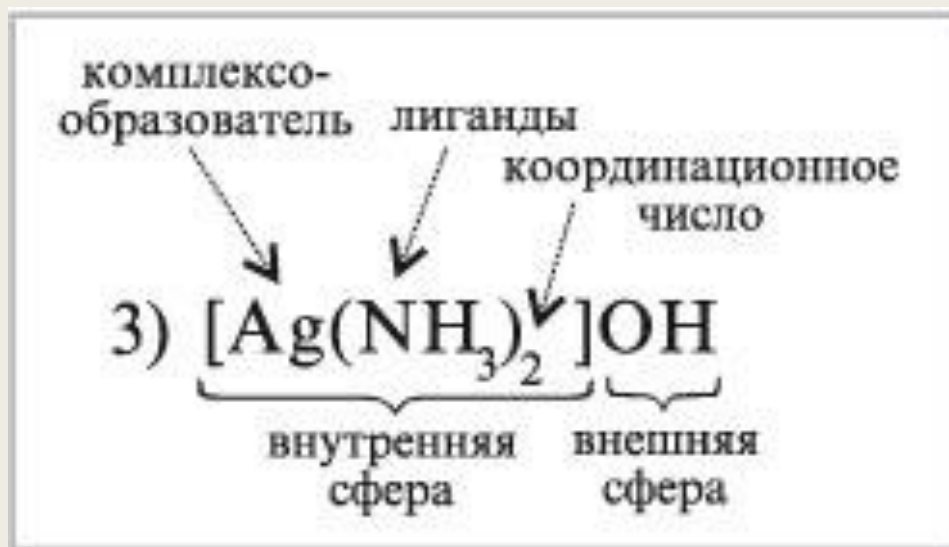 комплексо-
образователь
лиганды
координационное
число
3) [Ag(NH₃)₂]OH
внутренняя
сфера
внешняя
сфера